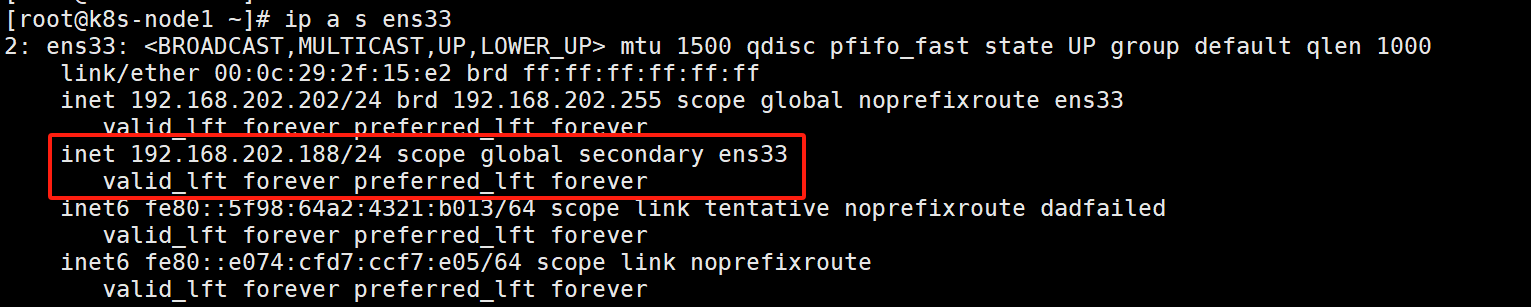 [root@k8s-node1 ~]# ip a s ens33
2: ens33: <BROADCAST,MULTICAST,UP,LOWER_UP> mtu 1500 qdisc pfifo_fast state UP group default qlen 1000
    link/ether 00:0c:29:2f:15:e2 brd ff:ff:ff:ff:ff:ff
    inet 192.168.202.202/24 brd 192.168.202.255 scope global noprefixroute ens33
       valid_lft forever preferred_lft forever
    inet 192.168.202.188/24 scope global secondary ens33
       valid_lft forever preferred_lft forever
    inet6 fe80::5f98:64a2:4321:b013/64 scope link tentative noprefixroute dadfailed
       valid_lft forever preferred_lft forever
    inet6 fe80::e074:cfd7:ccf7:e05/64 scope link noprefixroute
       valid_lft forever preferred_lft forever